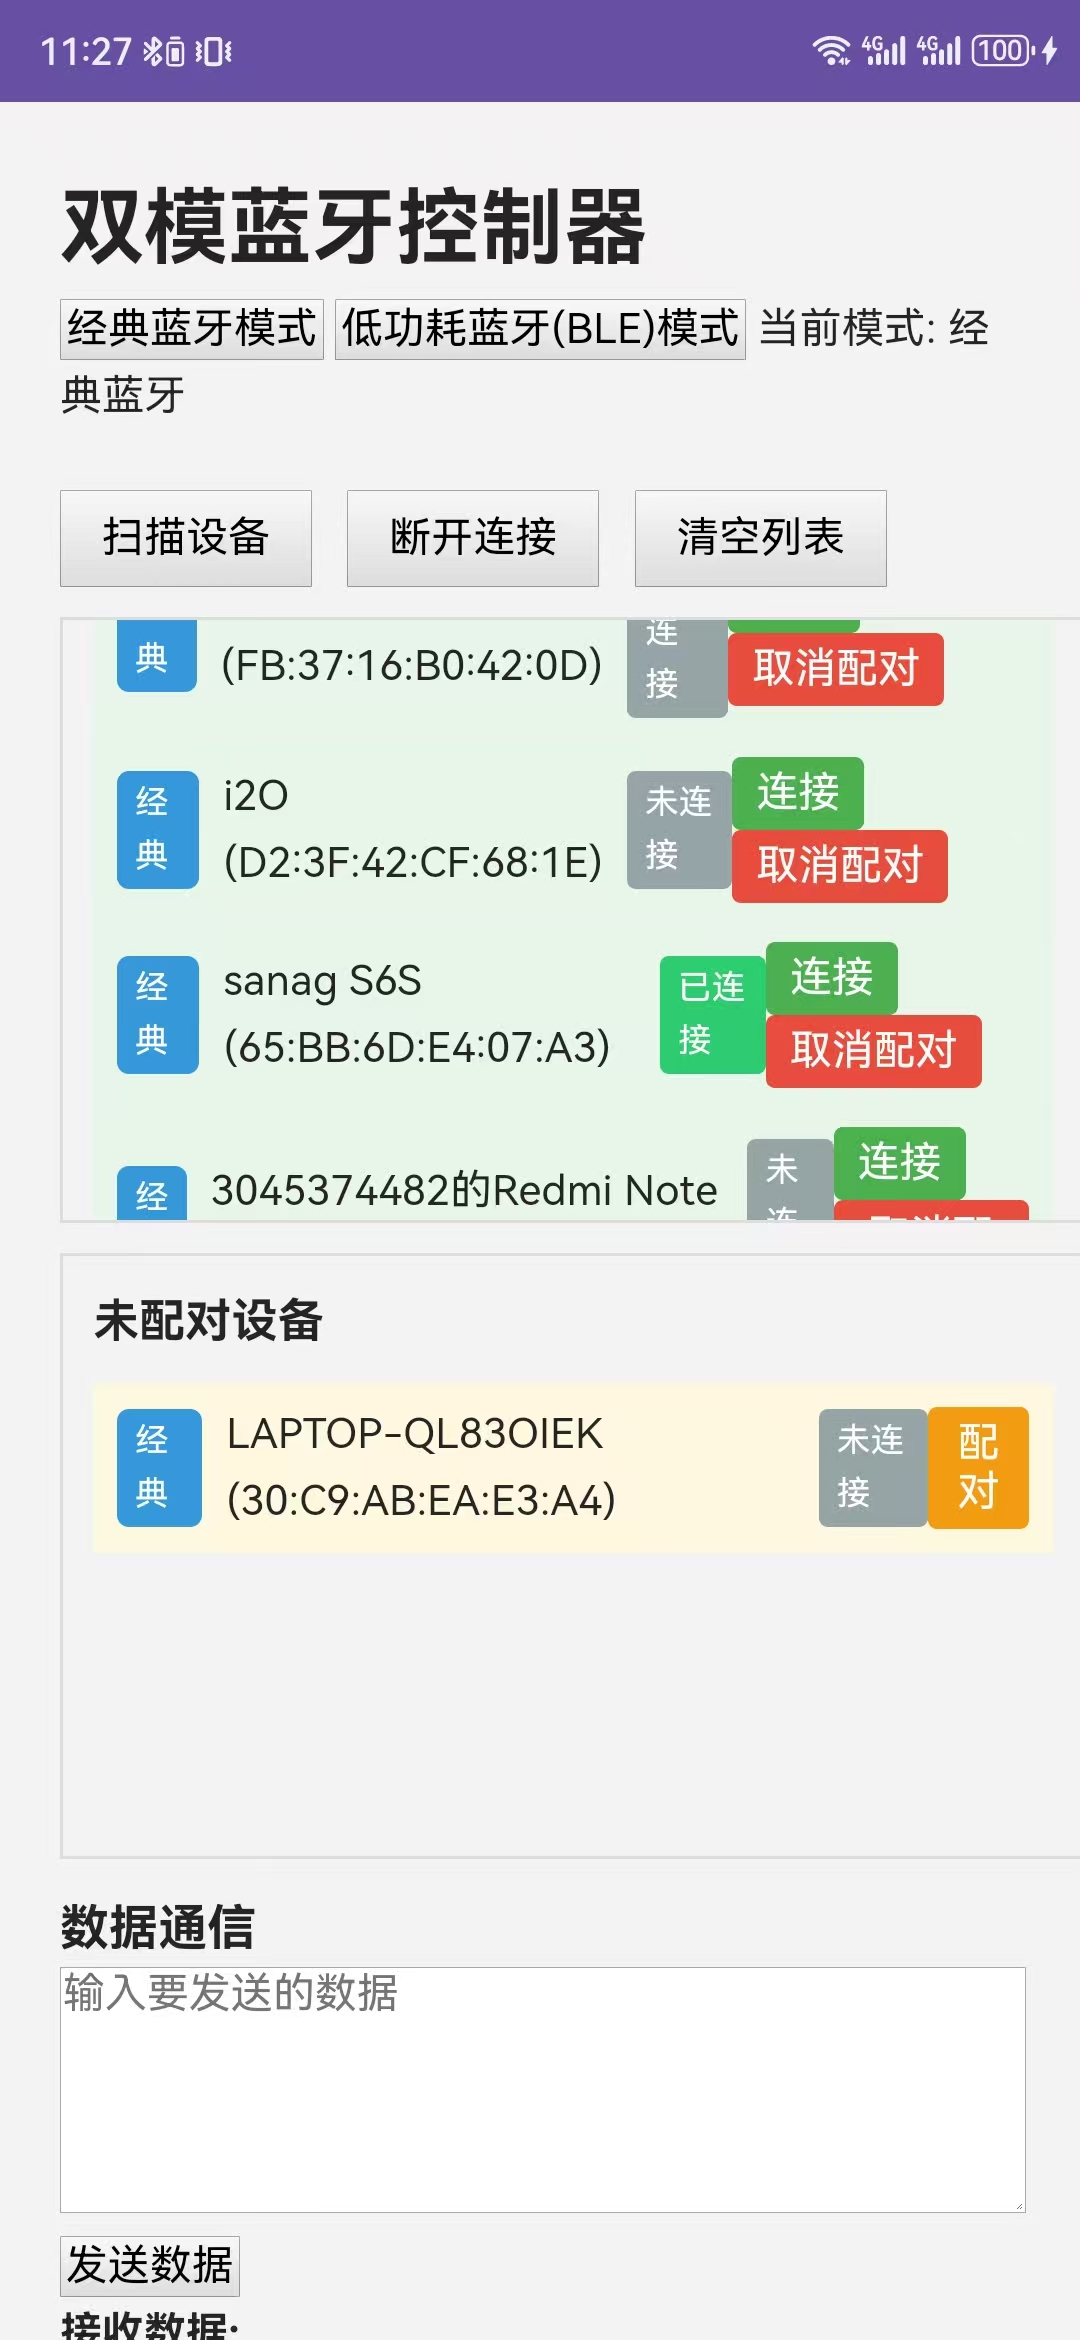 11:27 4G 4G 100
双模蓝牙控制器
经典蓝牙模式 低功耗蓝牙(BLE)模式 当前模式: 经
典蓝牙
扫描设备 断开连接 清空列表
典 (FB:37:16:B0:42:0D) 连
接 取消配对
经
典 i2O
(D2:3F:42:CF:68:1E) 未连
接 连接
取消配对
经
典 sanag S6S
(65:BB:6D:E4:07:A3) 已连
接 连接
取消配对
经 3045374482的Redmi Note 未
连 连接
取消配
未配对设备
经
典 LAPTOP-QL83OIEK
(30:C9:AB:EA:E3:A4) 未连
接 配
对
数据通信
输入要发送的数据
发送数据
接收数据: